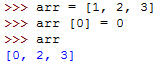 >>> arr = [1, 2, 3]
>>> arr [0] = 0
>>> arr
[0, 2, 3]